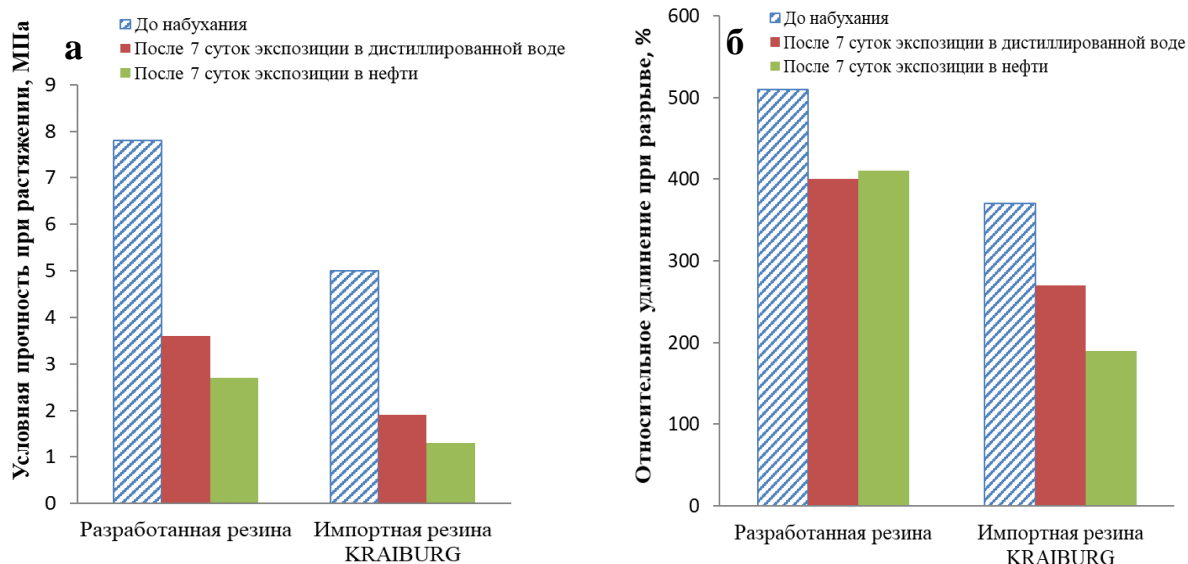 а
До набухания
После 7 суток экспозиции в дистиллированной воде
После 7 суток экспозиции в нефти
Условная прочность при растяжении, МПа
9
8
7
6
5
4
3
2
1
0
Разработанная резина
Импортная резина
KRAIBURG
б
До набухания
После 7 суток экспозиции в дистиллированной воде
После 7 суток экспозиции в нефти
Относительное удлинение при разрыве, %
600
500
400
300
200
100
0
Разработанная резина
Импортная резина
KRAIBURG